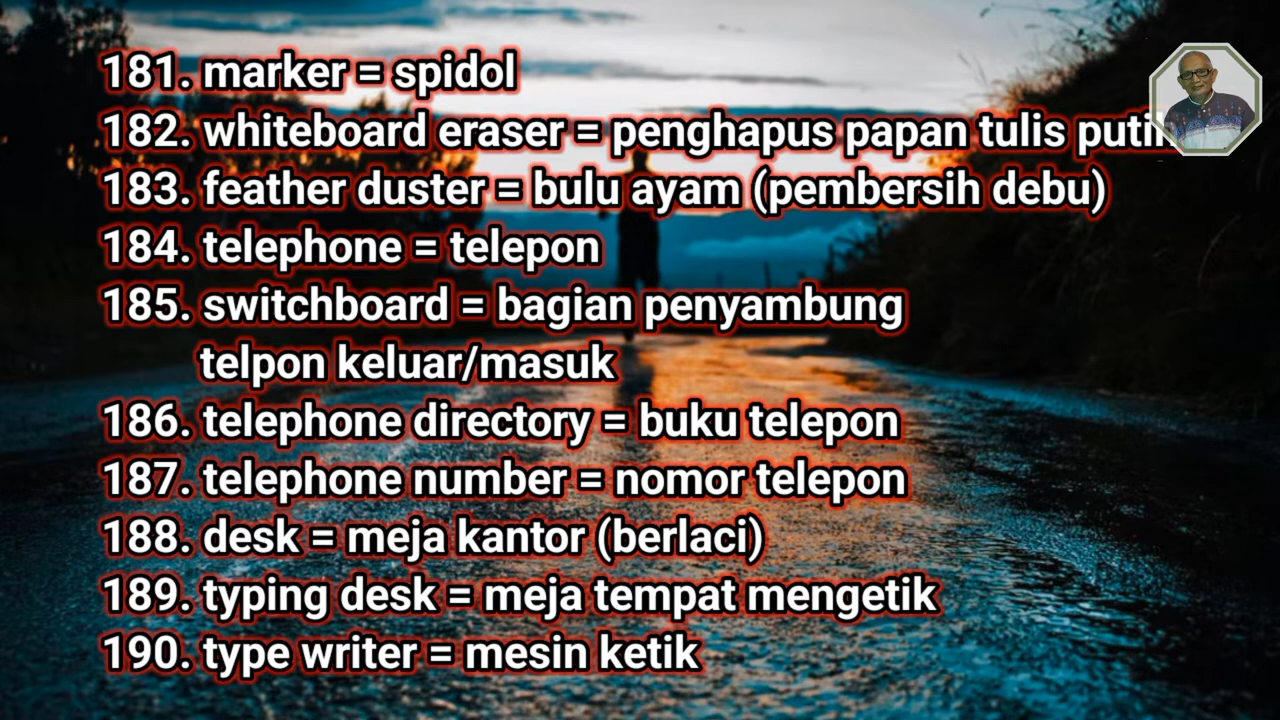 181. marker = spidol
182. whiteboard eraser = penghapus papan tulis
183. feather duster = bulu ayam (pembersih debu)
184. telephone = telepon
185. switchboard = bagian penyambung
telpon keluar/masuk
186. telephone directory = buku telepon
187. telephone number = nomor telepon
188. desk = meja kantor (berlaci)
189. typing desk = meja tempat mengetik
190. type writer = mesin ketik